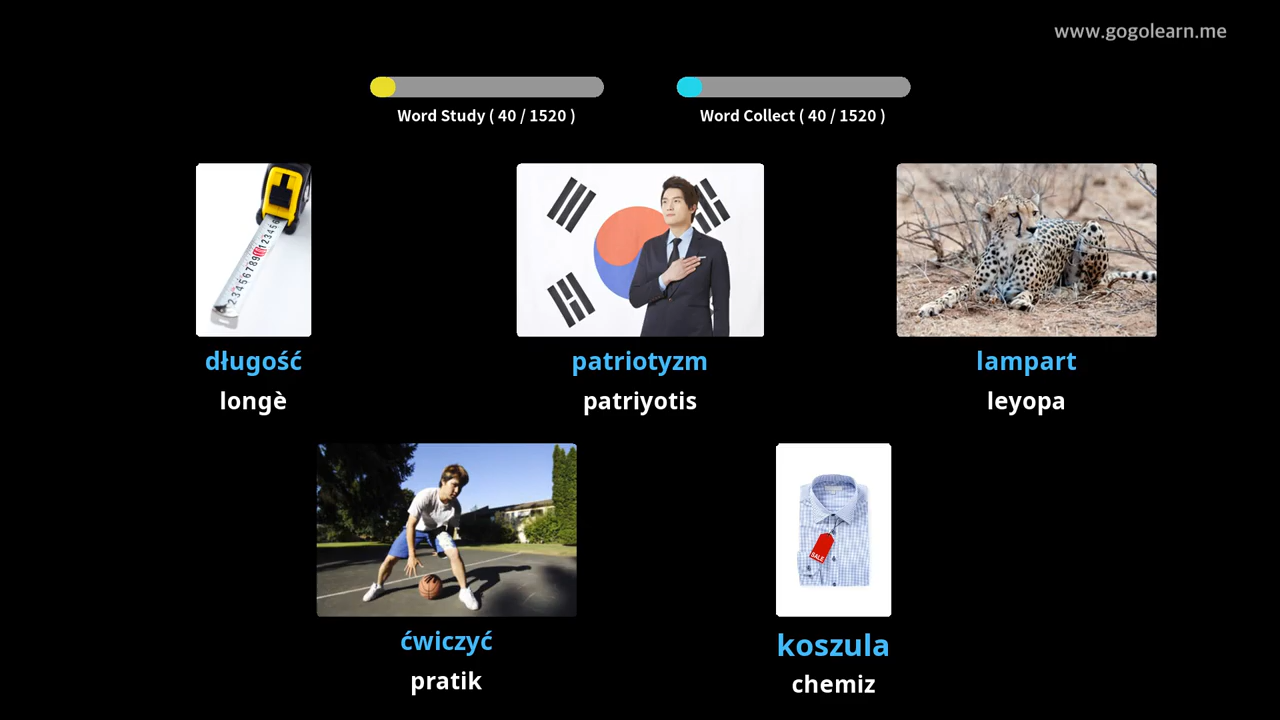 www.gogolearn.me
Word Study ( 40 / 1520 )
Word Collect ( 40 / 1520 )
długość
patriotyzm
lampart
longè
patriyotis
leyopa
SALE
ćwiczyć
koszula
pratik
chemiz